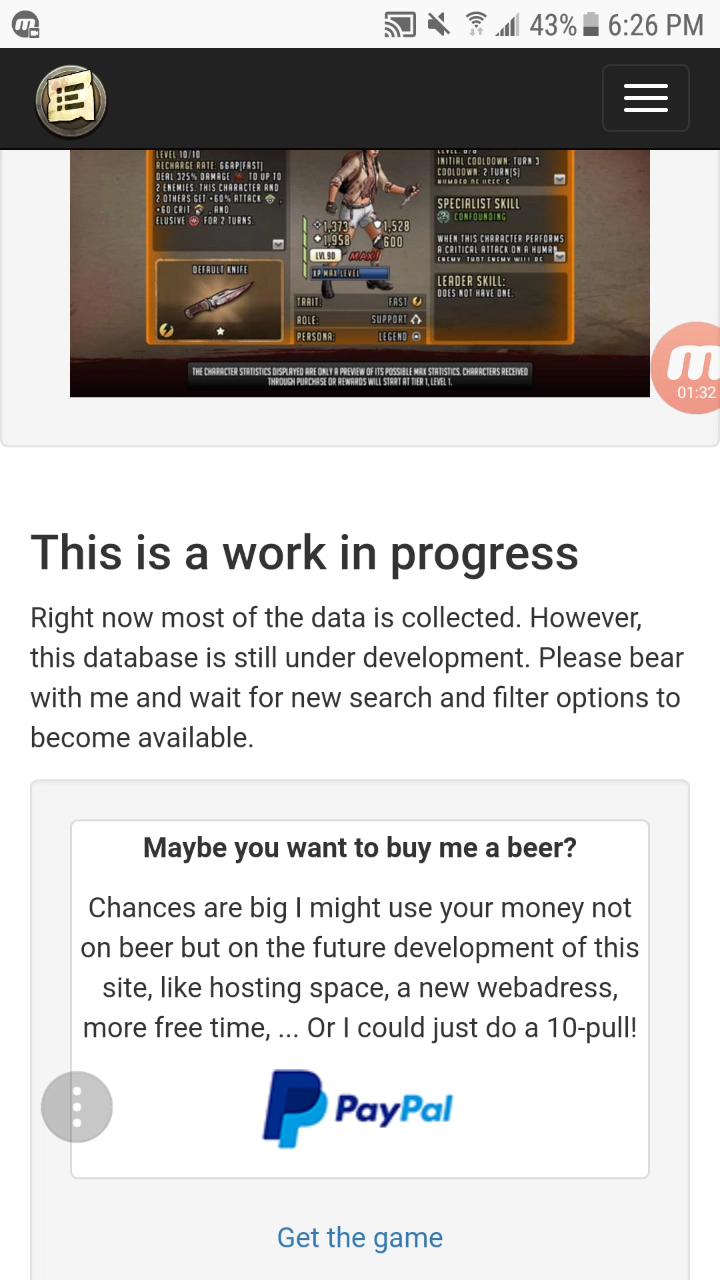 43% 6:26 PM
LEVEL 10/10
RECHARGE RATE: 66AP(FAST)
DEAL 325% DAMAGE TO UP TO
2 ENEMIES. THIS CHARACTER AND
2 OTHERS GET +60% ATTACK
+60 CRIT , AND
ELUSIVE FOR 2 TURNS.
DEFAULT KNIFE
1,373 1,528
1,958 600
LVL 90 MAX!
XP MAX LEVEL
TRAIT: FAST
ROLE: SUPPORT
PERSONA: LEGEND
INITIAL COOLDOWN: TURN 3
COOLDOWN: 2 TURN(S)
SPECIALIST SKILL
CONFOUNDING
WHEN THIS CHARACTER PERFORMS
A CRITICAL ATTACK ON A HUMAN
ENEMY, THAT ENEMY WILL BE
LEADER SKILL:
DOES NOT HAVE ONE.
THE CHARACTER STATISTICS DISPLAYED ARE ONLY A PREVIEW OF ITS POSSIBLE MAX STATISTICS. CHARACTERS RECEIVED
THROUGH PURCHASE OR REWARDS WILL START AT TIER 1, LEVEL 1.
01:32
This is a work in progress
Right now most of the data is collected. However,
this database is still under development. Please bear
with me and wait for new search and filter options to
become available.
Maybe you want to buy me a beer?
Chances are big I might use your money not
on beer but on the future development of this
site, like hosting space, a new webadress,
more free time, ... Or I could just do a 10-pull!
PayPal
Get the game